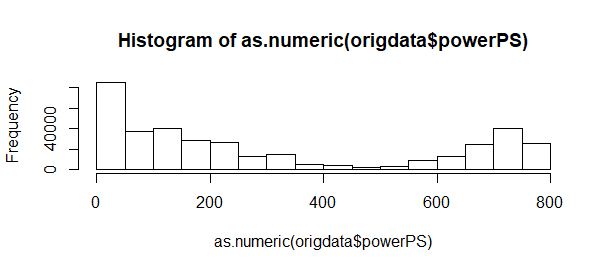 Histogram of as.numeric(origdata$powerPS)
Frequency
0 40000
0 200 400 600 800
as.numeric(origdata$powerPS)